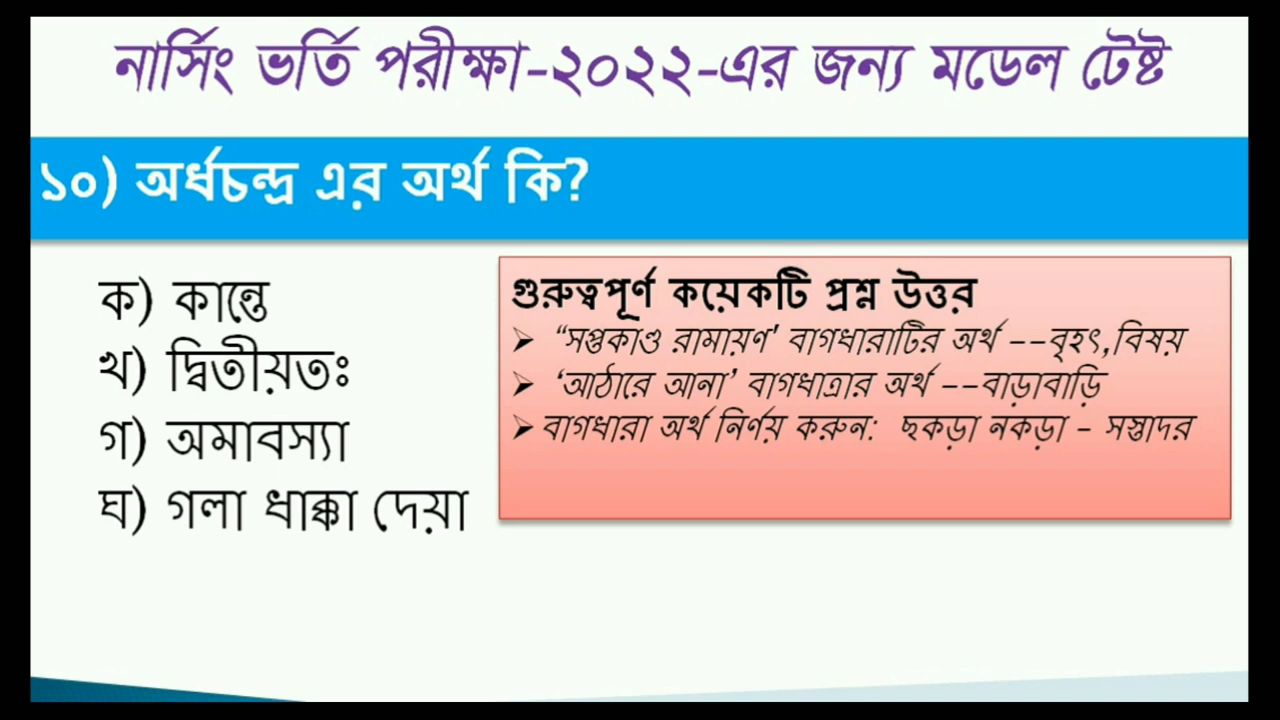 নার্সিং ভর্তি পরীক্ষা-২০২২-এর জন্য মডেল টেষ্ট
১০) অর্ধচন্দ্র এর অর্থ কি?
ক) কাস্তে
খ) দ্বিতীয়তঃ
গ) অমাবস্যা
ঘ) গলা ধাক্কা দেয়া
গুরুত্বপূর্ণ কয়েকটি প্রশ্ন উত্তর
➢ “সপ্তকাণ্ড রামায়ণ' বাগধারাটির অর্থ --বৃহৎ,বিষয়
➢ ‘আঠারে আনা’ বাগধাত্রার অর্থ --বাড়াবাড়ি
➢ বাগধারা অর্থ নির্ণয় করুন: ছকড়া নকড়া - সস্তাদর